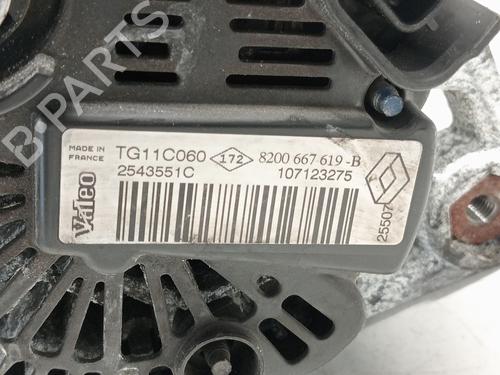 B-PARTS
MADE IN
FRANCE
TG11C060
172
8200 667 619 -B
2543551C
107123275
Valeo
25507